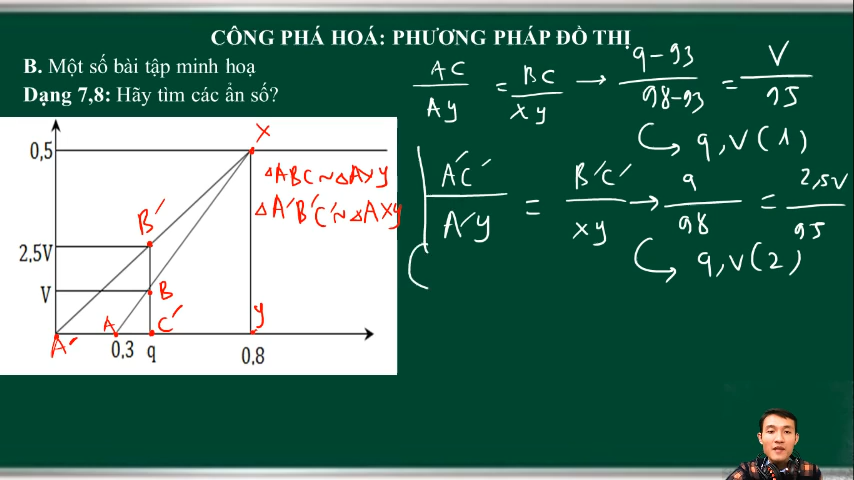 CÔNG PHÁ HOÁ: PHƯƠNG PHÁP ĐỒ THỊ
B. Một số bài tập minh hoạ
Dạng 7,8: Hãy tìm các ẩn số?
AC/Ay = BC/xy → q-93/98-93 = V/95
q,V(1)
A'C'/A'y = B'C'/xy → q/98 = 2,5V/95
q,V(2)
X
0,5
ΔABC ~ ΔAXY
ΔA'B'C' ~ ΔAXY
B'
2,5V
V
B
A'
A
C'
y
0,3
q
0,8